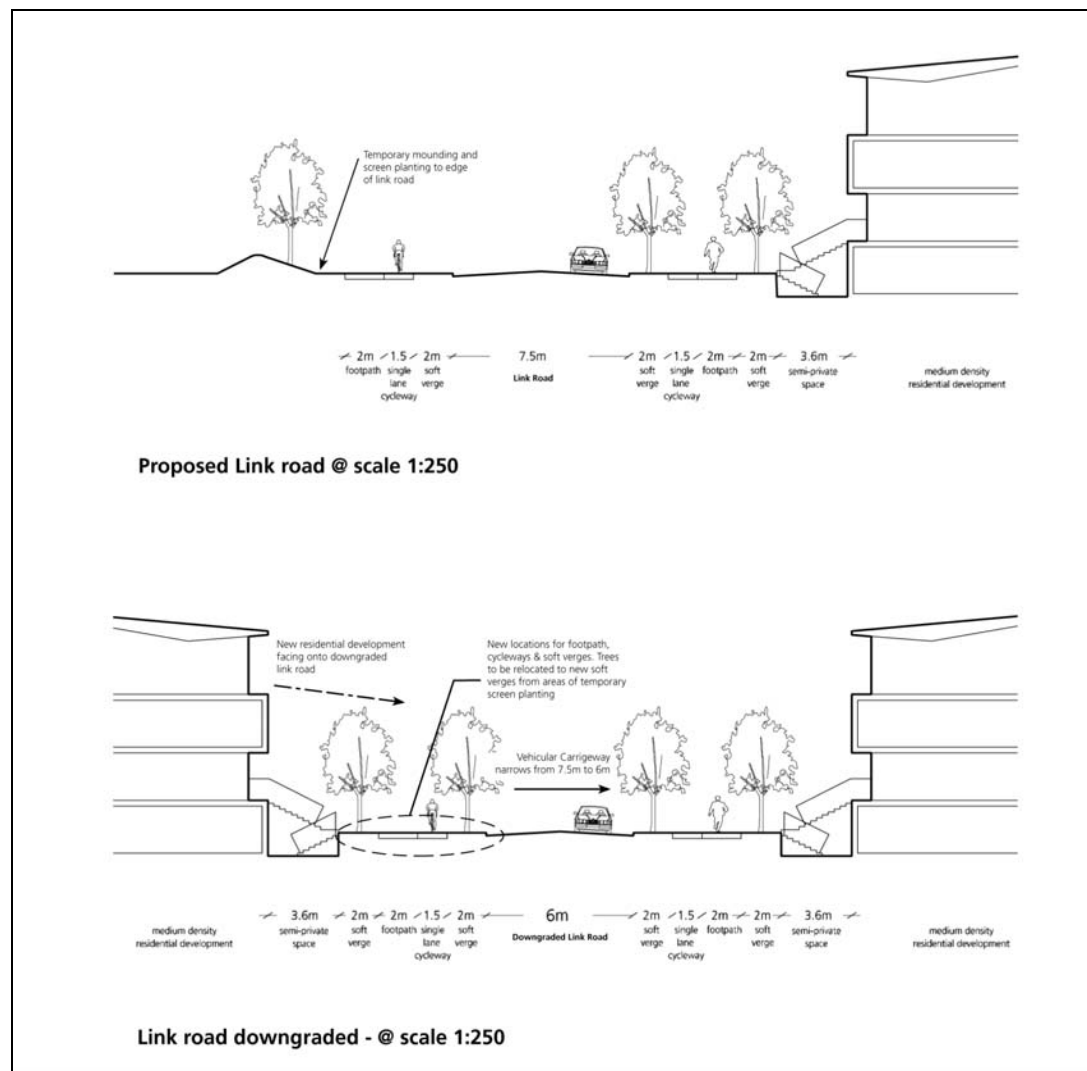 Temporary mounding and
screen planting to edge
of link road
2m 1.5 2m 7.5m 2m 1.5 2m 2m 3.6m
footpath single soft Link Road soft single footpath soft semi-private medium density
lane verge verge lane verge space residential development
cycleway cycleway
Proposed Link road @ scale 1:250
New residential development
facing onto downgraded
link road
New locations for footpath,
cycleways & soft verges. Trees
to be relocated to new soft
verges from areas of temporary
screen planting
Vehicular Carrigeway
narrows from 7.5m to 6m
3.6m 2m 2m 1.5 2m 6m 2m 1.5 2m 2m 3.6m
medium density semi-private soft footpath single soft Downgraded Link Road soft single footpath soft semi-private medium density
residential development space verge lane verge verge lane verge space residential development
cycleway cycleway
Link road downgraded - @ scale 1:250